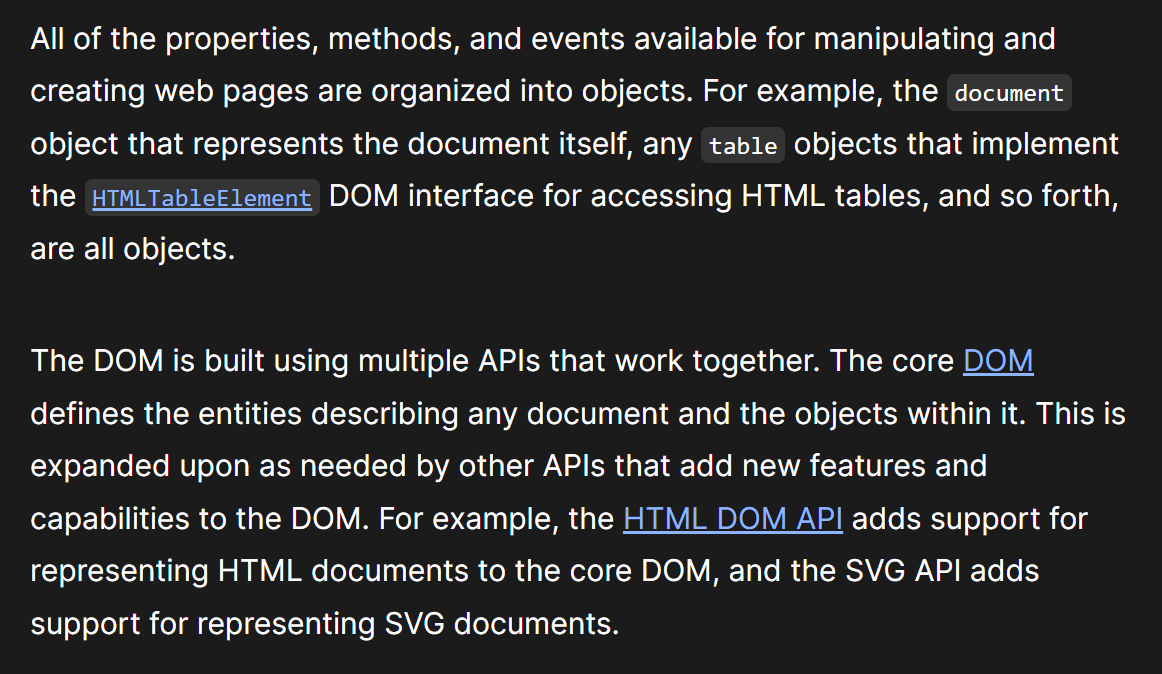 All of the properties, methods, and events available for manipulating and
creating web pages are organized into objects. For example, the document
object that represents the document itself, any table objects that implement
the HTMLTableElement DOM interface for accessing HTML tables, and so forth,
are all objects.
The DOM is built using multiple APIs that work together. The core DOM
defines the entities describing any document and the objects within it. This is
expanded upon as needed by other APIs that add new features and
capabilities to the DOM. For example, the HTML DOM API adds support for
representing HTML documents to the core DOM, and the SVG API adds
support for representing SVG documents.